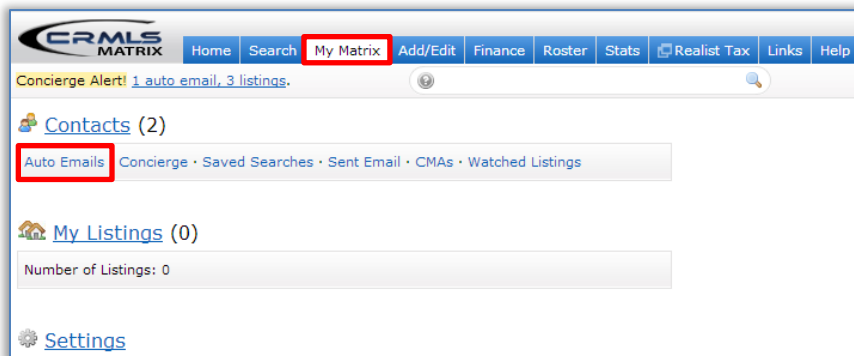 CRMLS
MATRIX
Home Search My Matrix Add/Edit Finance Roster Stats Realist Tax Links Help
Concierge Alert! 1 auto email, 3 listings.
Contacts (2)
Auto Emails Concierge · Saved Searches · Sent Email · CMAs · Watched Listings
My Listings (0)
Number of Listings: 0
Settings